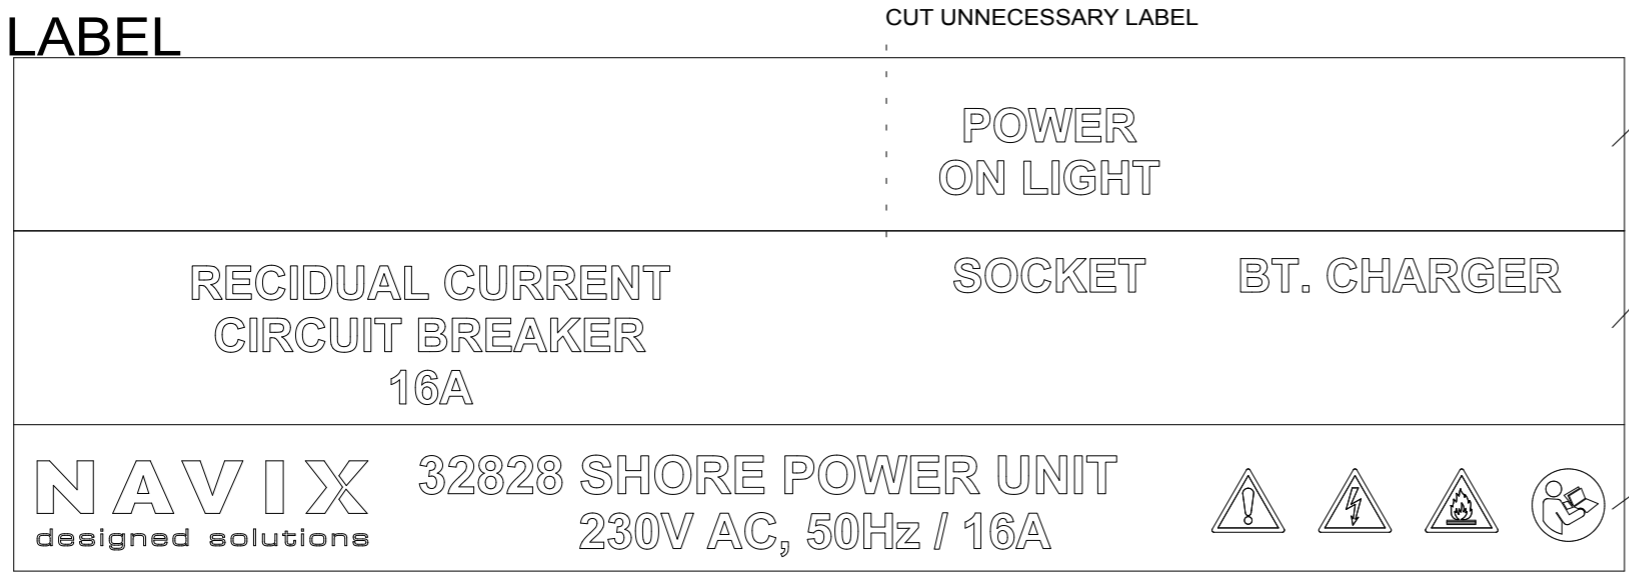 LABEL
CUT UNNECESSARY LABEL
POWER
ON LIGHT
RECIDUAL CURRENT
CIRCUIT BREAKER
16A
SOCKET
BT. CHARGER
NAVIX
designed solutions
32828 SHORE POWER UNIT
230V AC, 50Hz / 16A